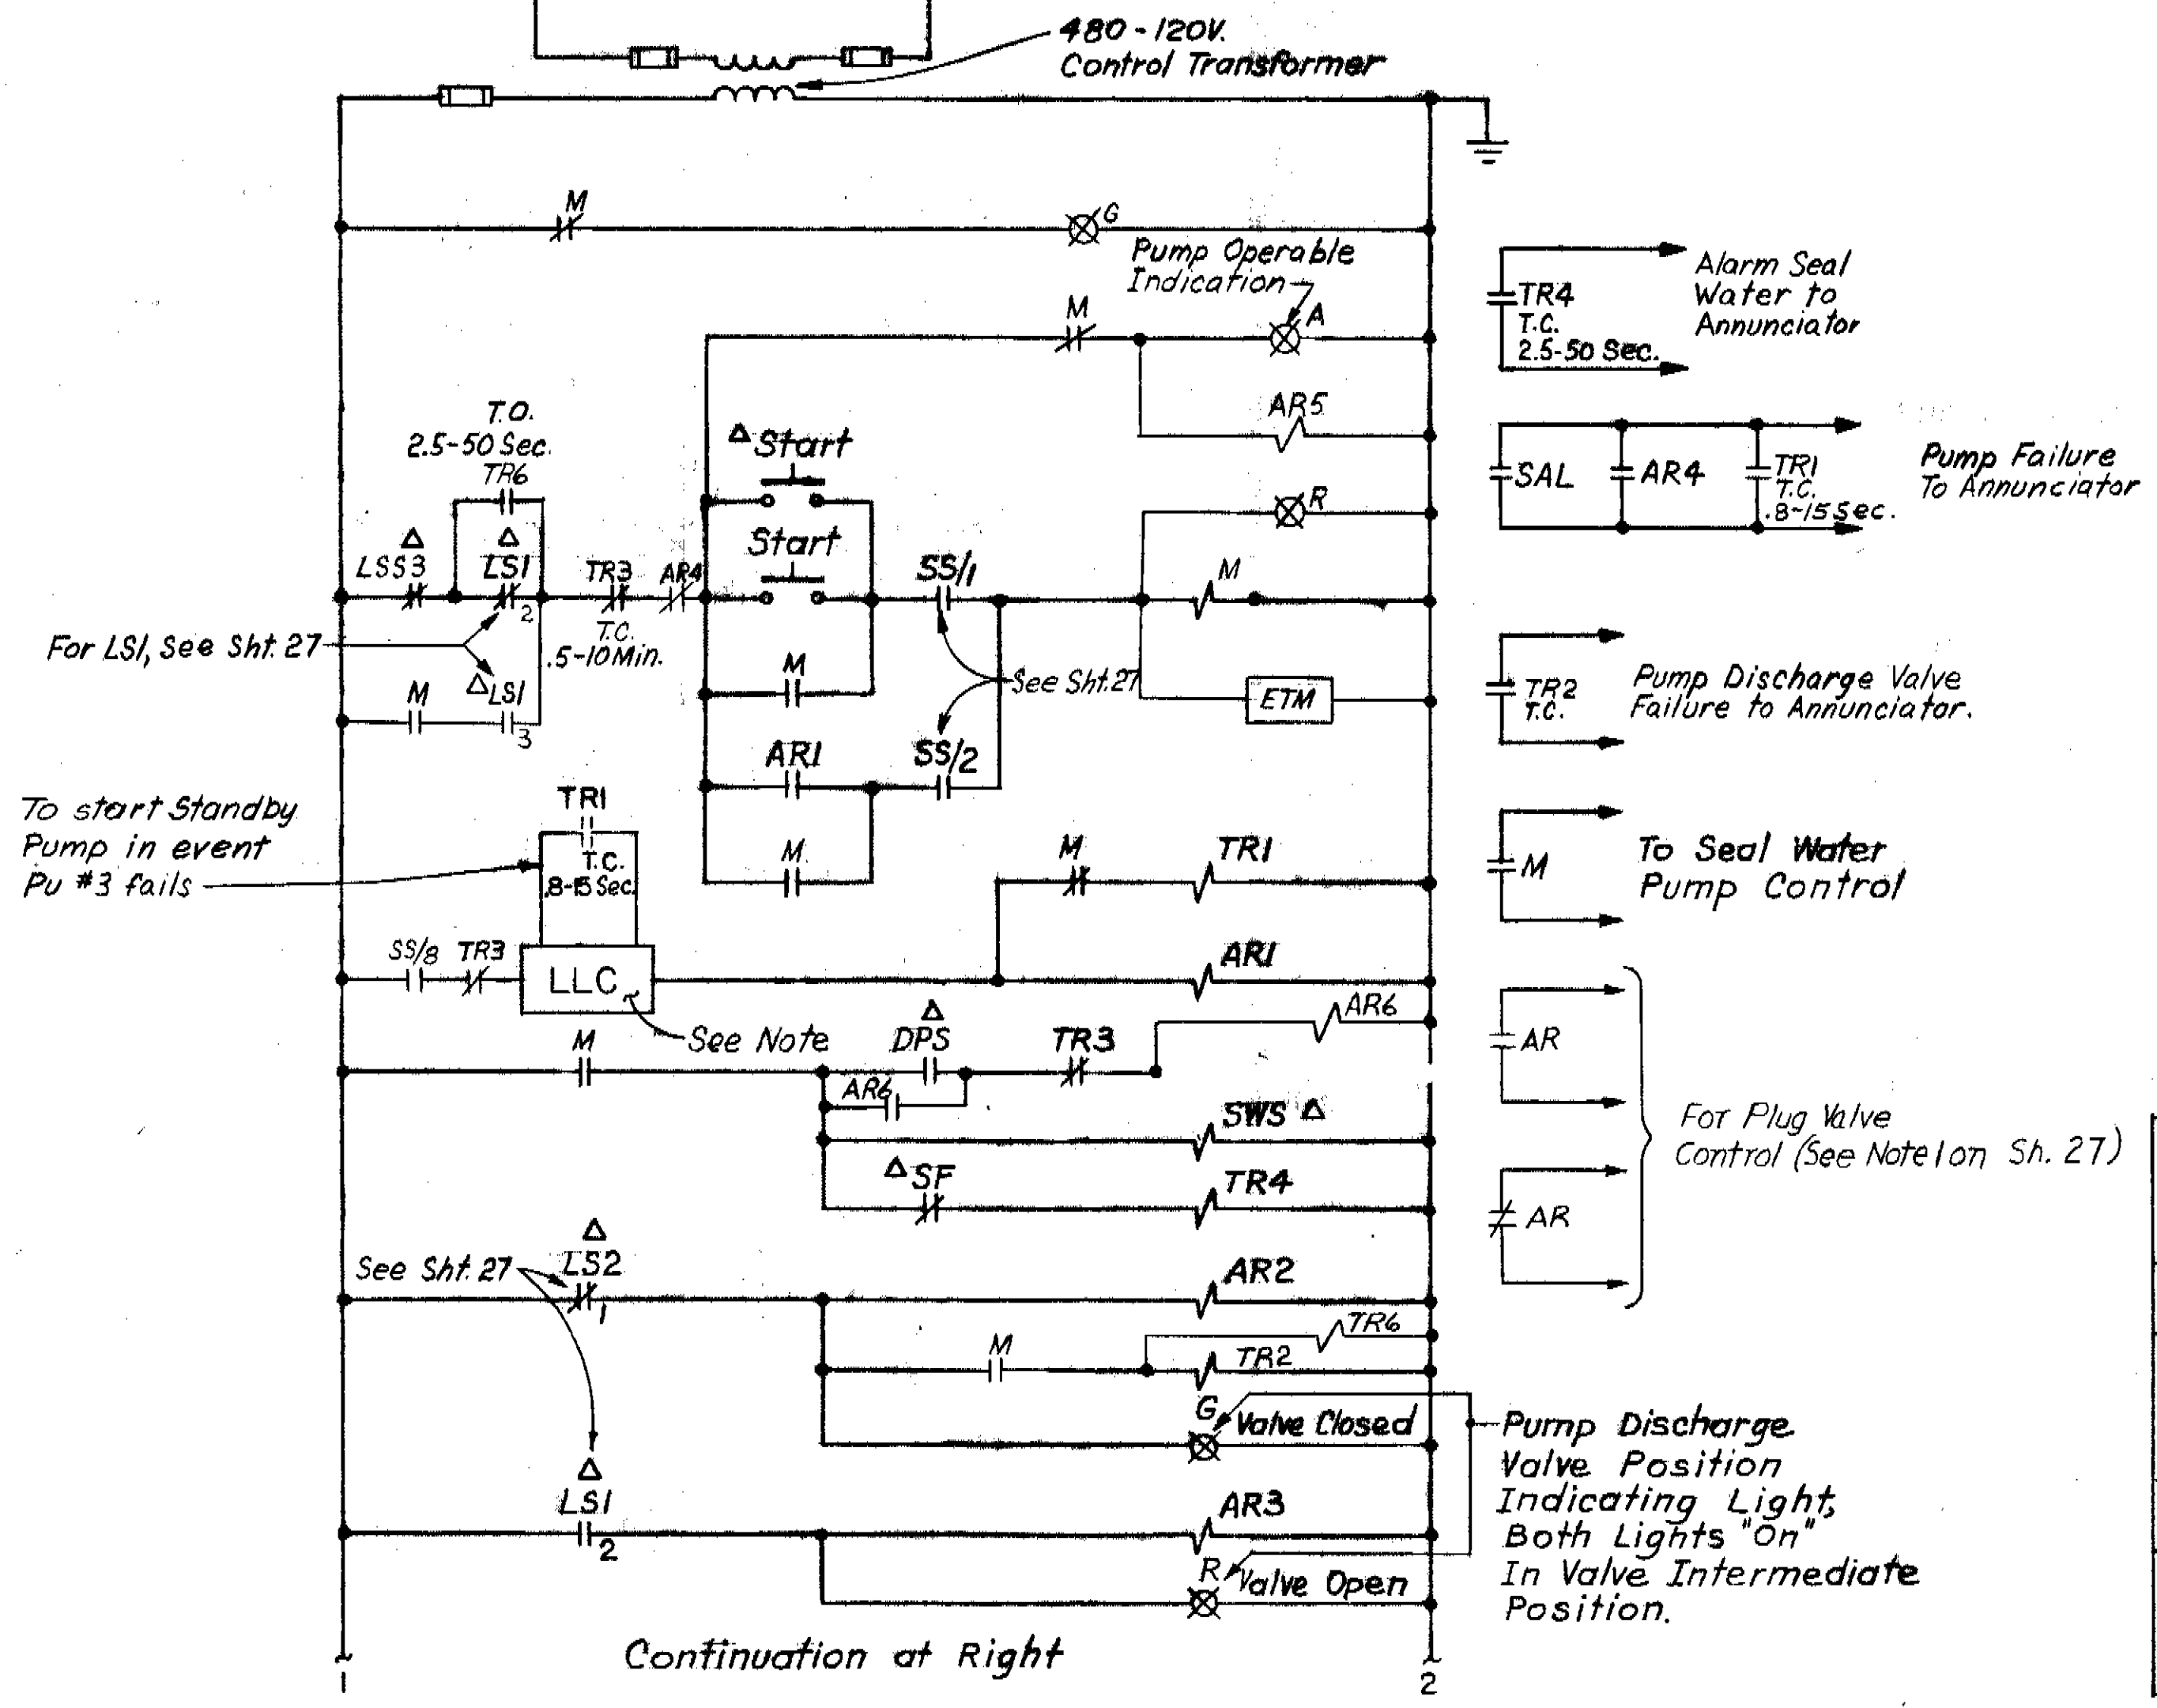 480-120V.
Control Transformer
M
G
Pump Operable
Indication
M
A
Alarm Seal
Water to
Annunciator
TR4
T.C.
2.5-50 Sec.
AR5
T.O.
2.5-50 Sec.
TR6
Δ Start
R
SAL
AR4
TR1
T.C.
.8-15 Sec.
Pump Failure
To Annunciator
Δ
LSS3
Δ
LS1
2
TR3
AR4
Start
SS/1
M
T.C.
.5-10 Min.
For LS1, See Sht. 27
M
Δ LS1
3
M
See Sht. 27
ETM
TR2
T.C.
Pump Discharge Valve
Failure to Annunciator.
AR1
SS/2
To start Standby
Pump in event
Pu #3 fails
TR1
T.C.
.8-15 Sec.
M
M
TR1
M
To Seal Water
Pump Control
SS/8
TR3
LLC
AR1
See Note
M
Δ
DPS
TR3
AR6
AR6
AR
AR
For Plug Valve
Control (See Note 1 on Sh. 27)
SWS Δ
Δ SF
TR4
See Sht. 27
Δ
LS2
1
AR2
TR6
M
TR2
G
Valve Closed
Δ
LS1
2
AR3
R
Valve Open
Pump Discharge
Valve Position
Indicating Light,
Both Lights "On"
In Valve Intermediate
Position.
Continuation at Right
1
2